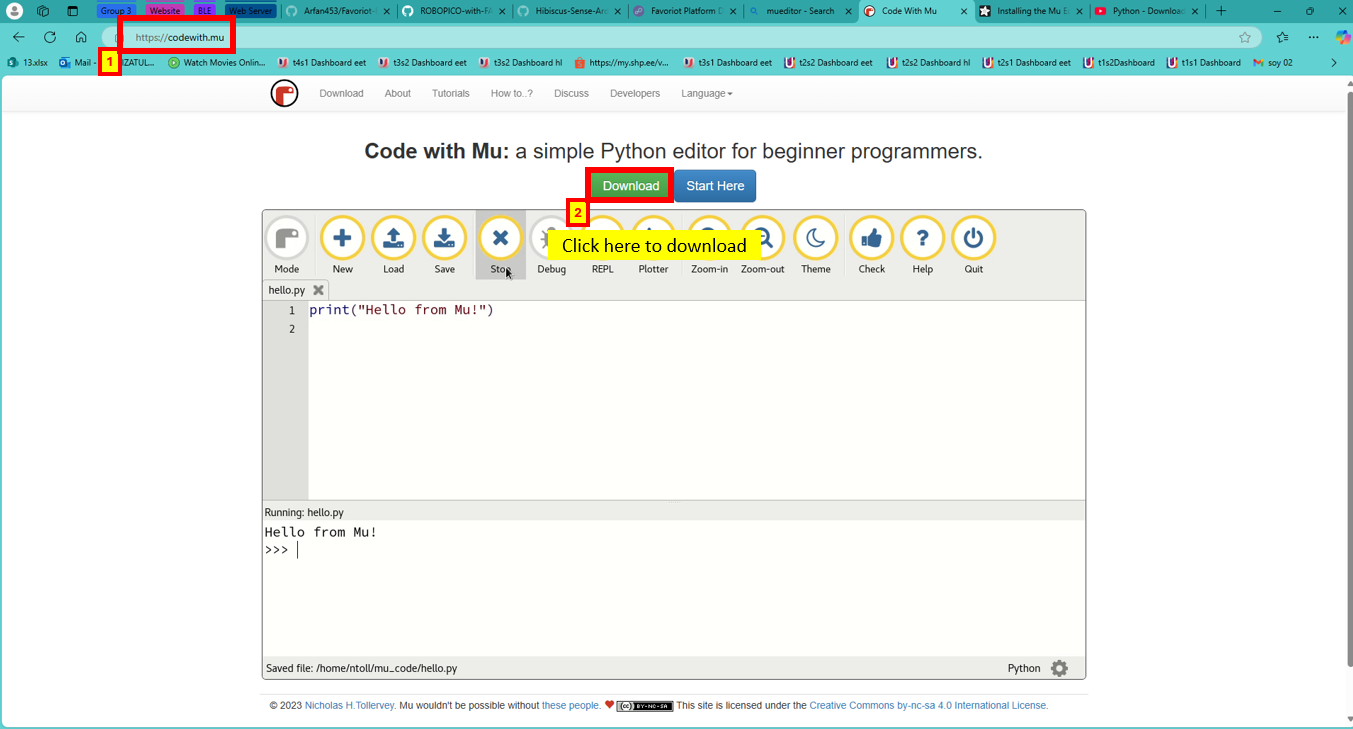 Group 3 Website BLE Web Server Arfan453/Favoriot- ROBOPICO-with-FA Hibiscus-Sense-Ar Favoriot Platform D mueditor - Search Code With Mu Installing the Mu E Python - Download
https://codewith.mu
1
13.xlsx Mail - IZATUL... Watch Movies Onlin... t4s1 Dashboard eet t3s2 Dashboard eet t3s2 Dashboard hl https://my.shp.ee/v... t3s1 Dashboard eet t2s2 Dashboard eet t2s2 Dashboard hl t2s1 Dashboard eet t1s2Dashboard t1s1 Dashboard soy 02
Download About Tutorials How to..? Discuss Developers Language
Code with Mu: a simple Python editor for beginner programmers.
Download Start Here
2
Click here to download
Mode New Load Save Stop Debug REPL Plotter Zoom-in Zoom-out Theme Check Help Quit
hello.py
1 print("Hello from Mu!")
2
Running: hello.py
Hello from Mu!
>>>
Saved file: /home/ntoll/mu_code/hello.py Python
© 2023 Nicholas H.Tollervey. Mu wouldn't be possible without these people. (cc) BY-NC-SA This site is licensed under the Creative Commons by-nc-sa 4.0 International License.